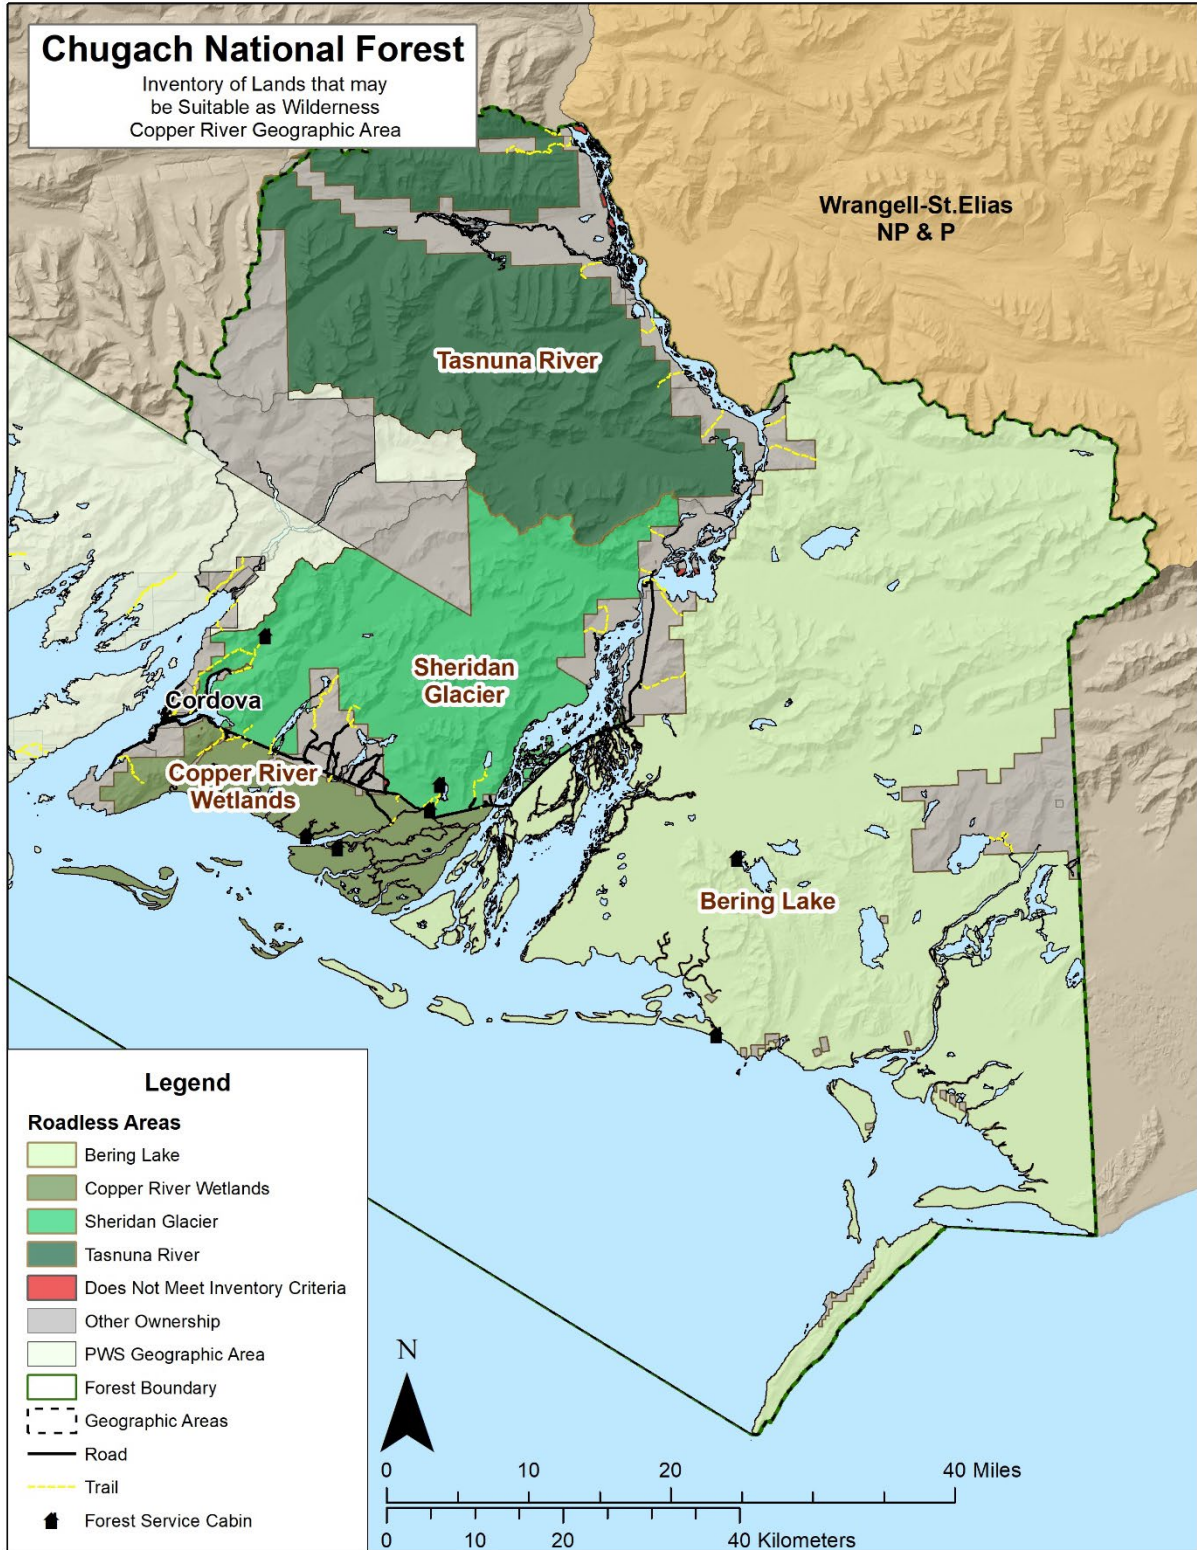 Chugach National Forest
Inventory of Lands that may
be Suitable as Wilderness
Copper River Geographic Area
Wrangell-St.Elias
NP & P
Tasnuna River
Sheridan
Glacier
Cordova
Copper River
Wetlands
Bering Lake
Legend
Roadless Areas
Bering Lake
Copper River Wetlands
Sheridan Glacier
Tasnuna River
Does Not Meet Inventory Criteria
Other Ownership
PWS Geographic Area
Forest Boundary
Geographic Areas
Road
Trail
Forest Service Cabin
N
0 10 20 40 Miles
0 10 20 40 Kilometers